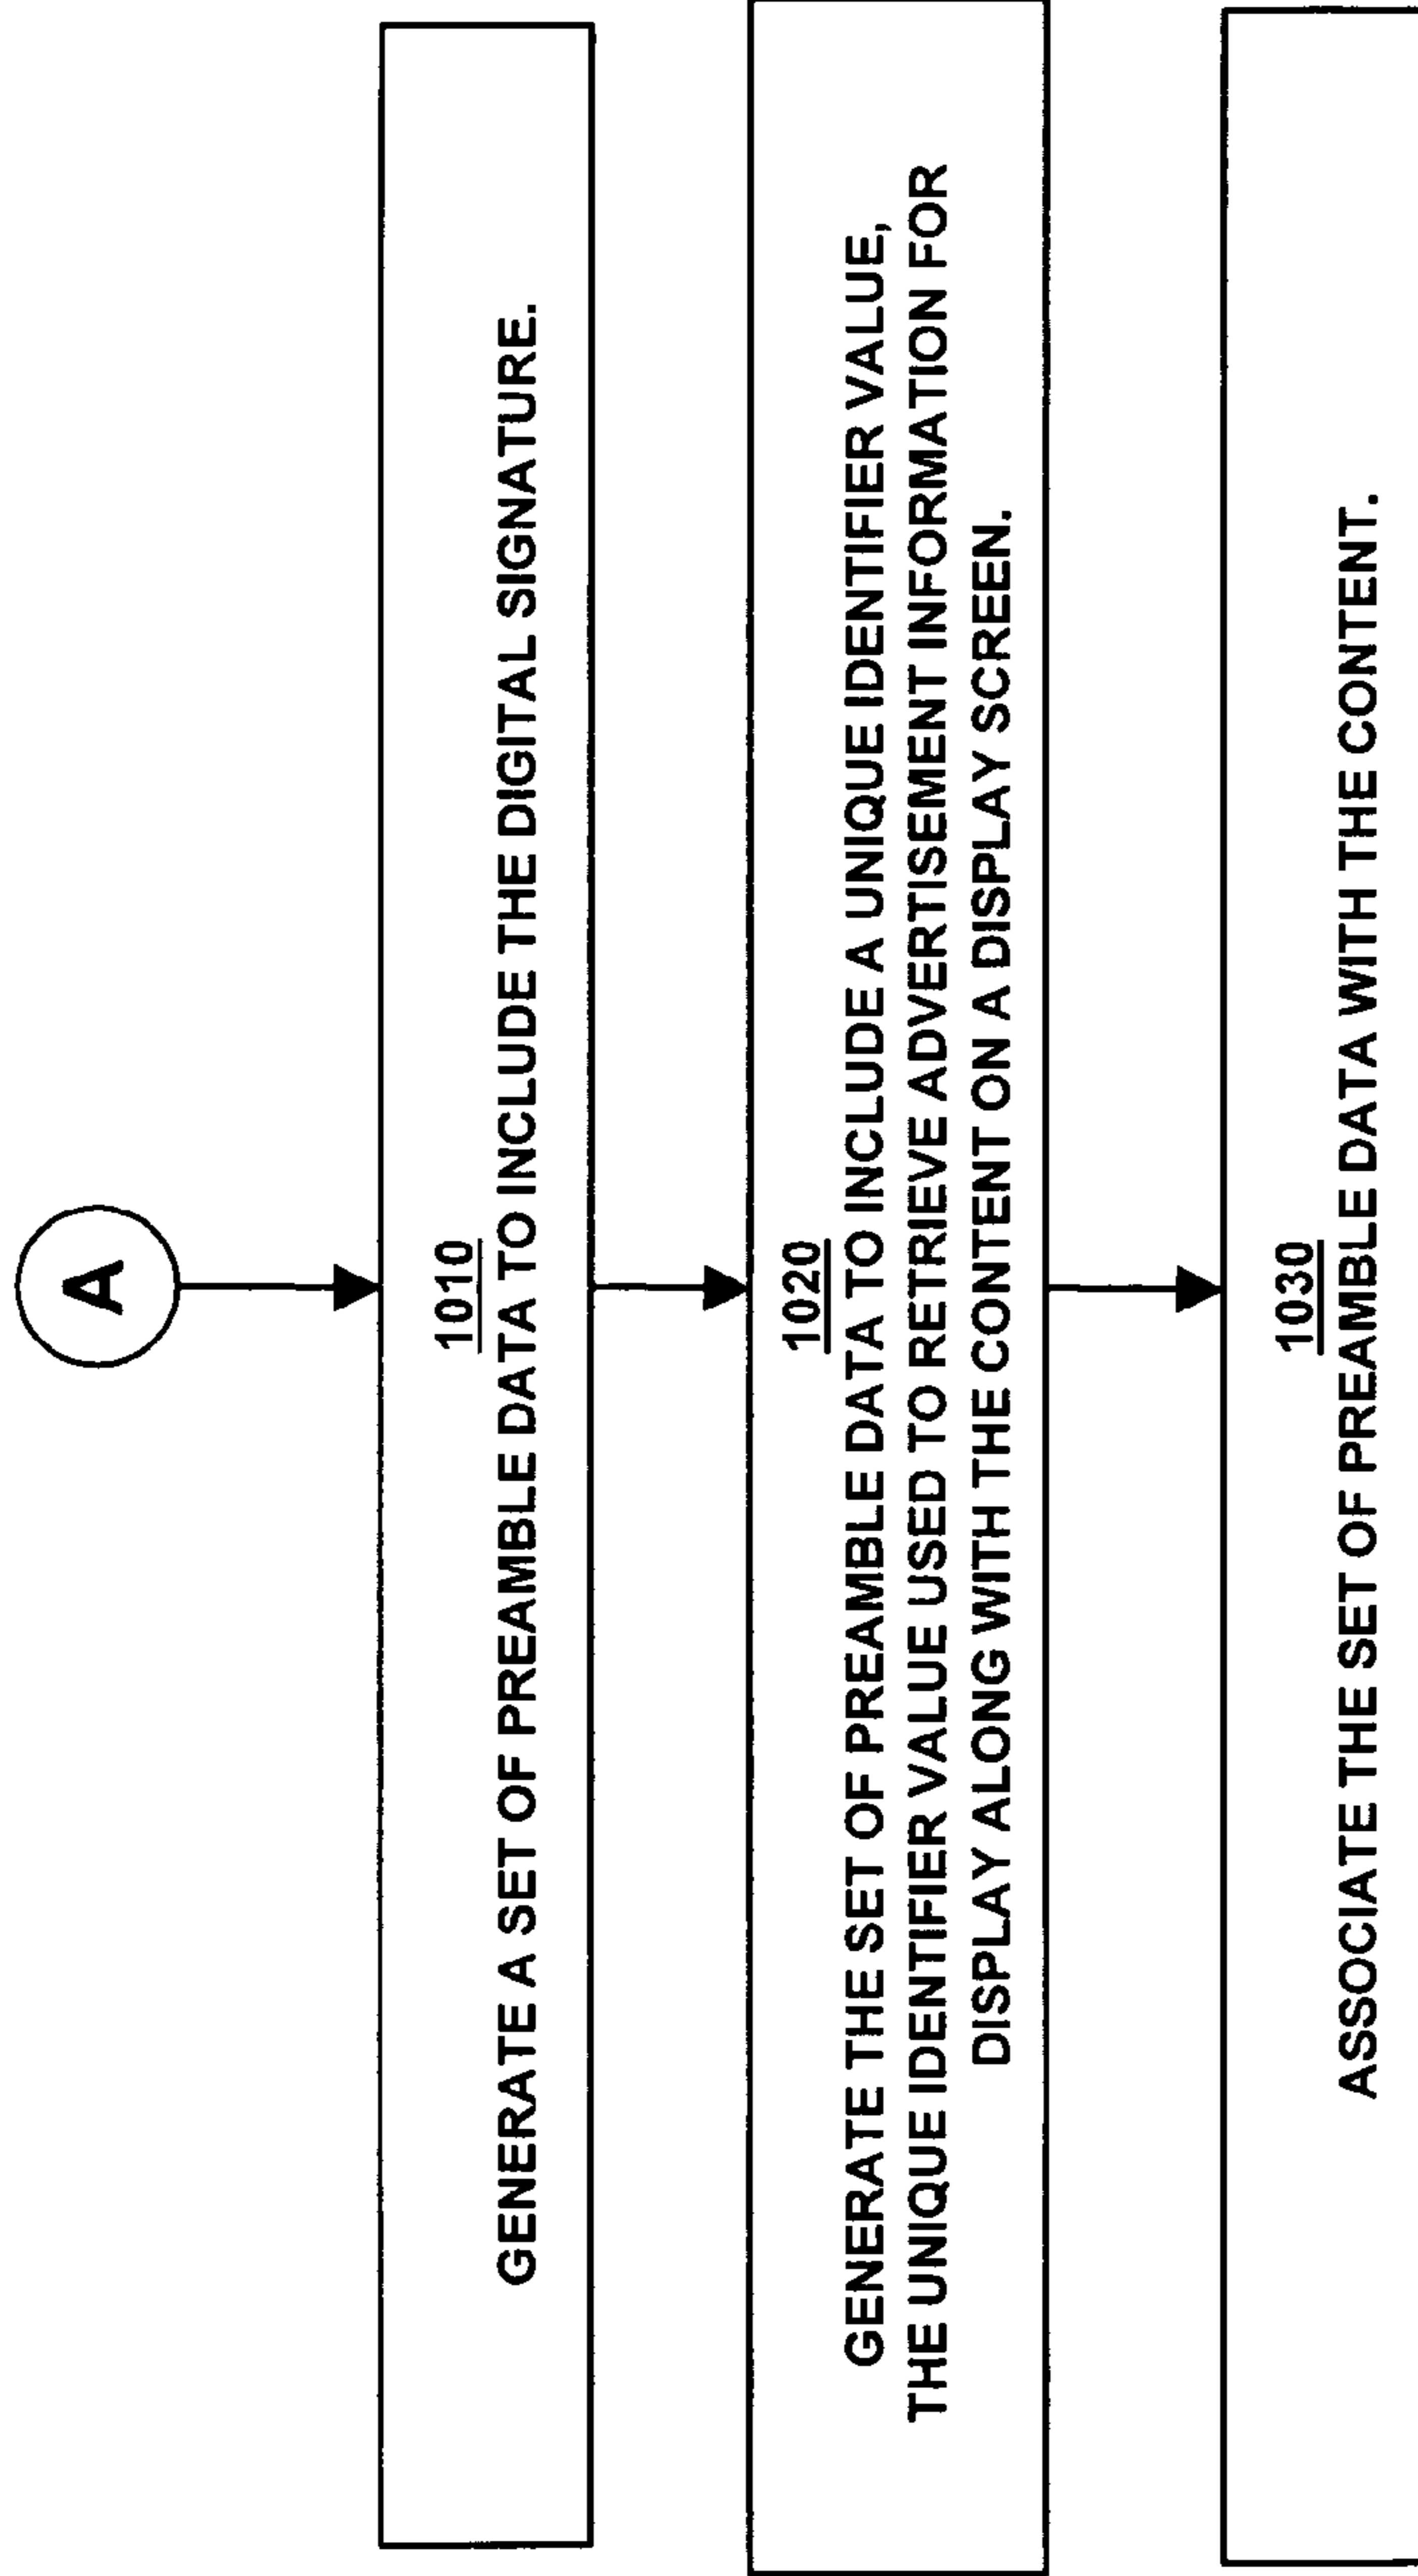 A
1010
GENERATE A SET OF PREAMBLE DATA TO INCLUDE THE DIGITAL SIGNATURE.
1020
GENERATE THE SET OF PREAMBLE DATA TO INCLUDE A UNIQUE IDENTIFIER VALUE,
THE UNIQUE IDENTIFIER VALUE USED TO RETRIEVE ADVERTISEMENT INFORMATION FOR
DISPLAY ALONG WITH THE CONTENT ON A DISPLAY SCREEN.
1030
ASSOCIATE THE SET OF PREAMBLE DATA WITH THE CONTENT.